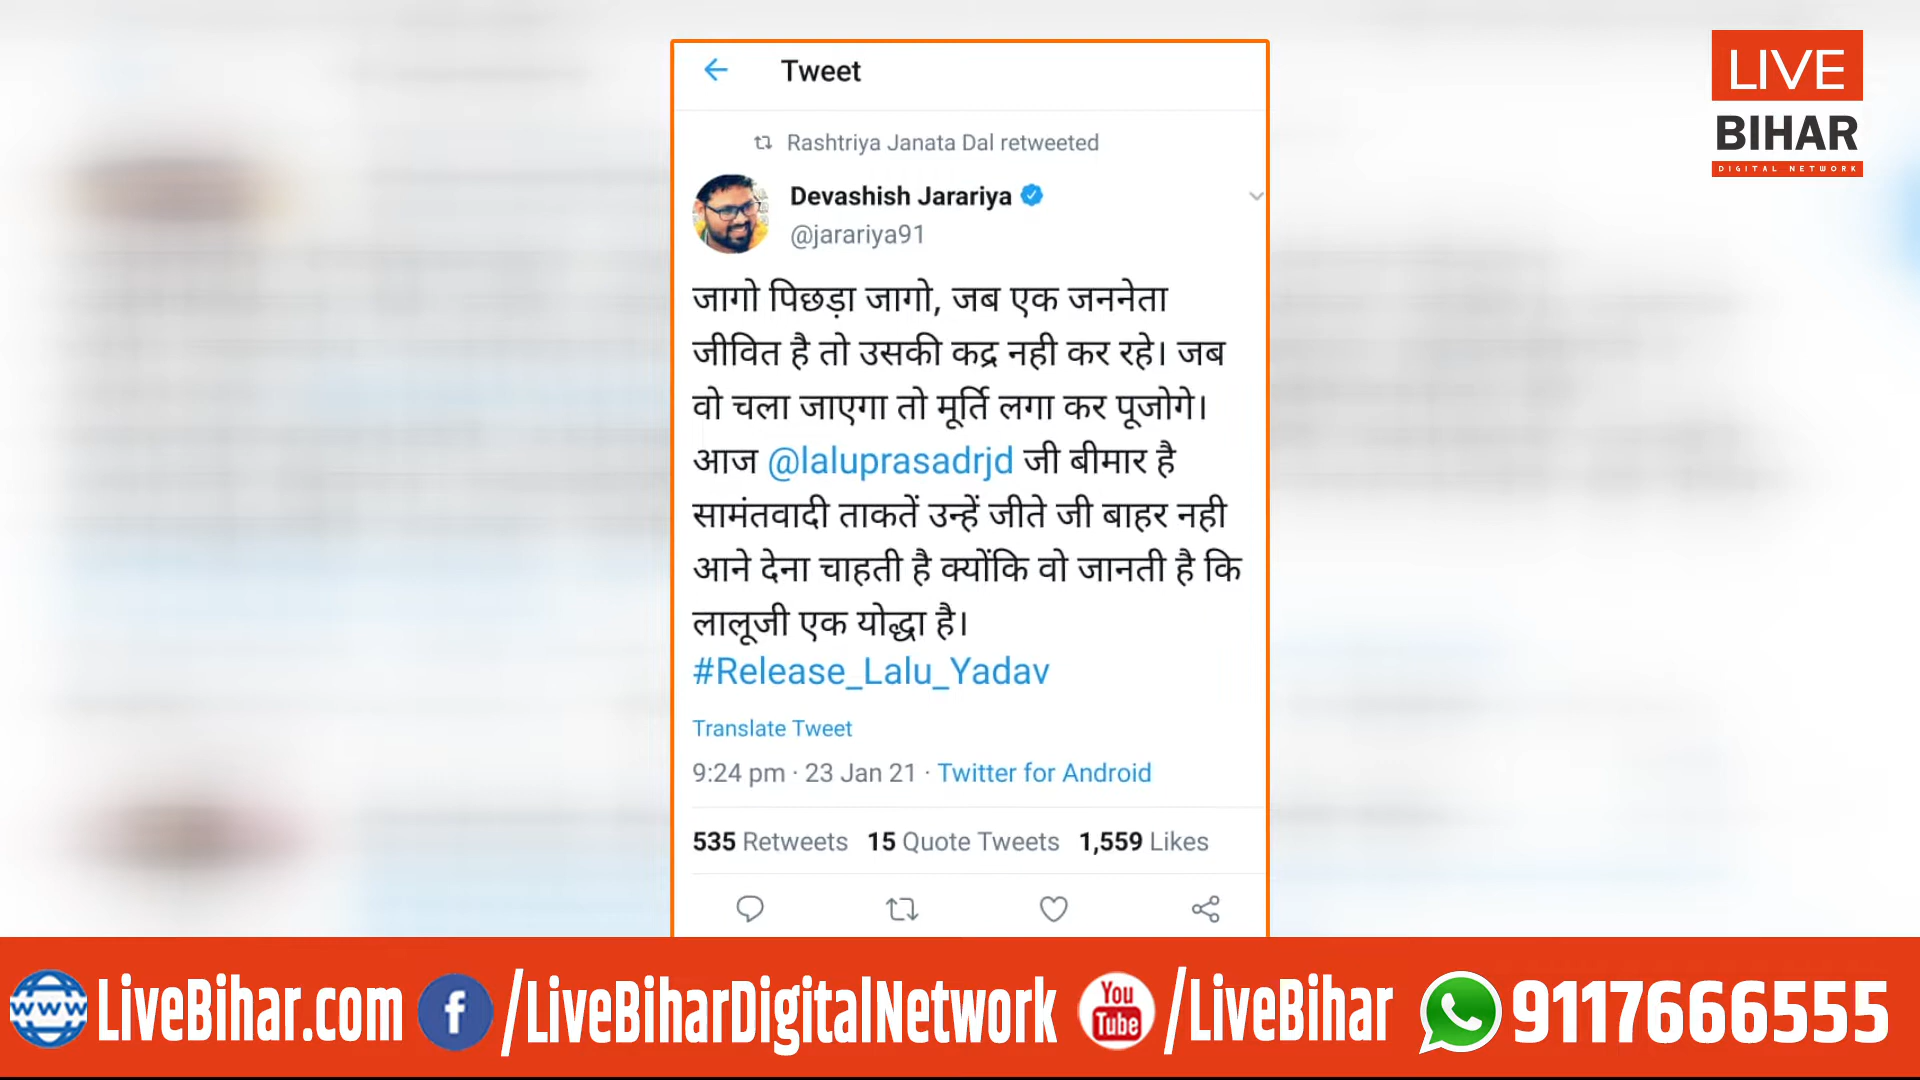 LIVE
BIHAR
DIGITAL NETWORK
Tweet
Rashtriya Janata Dal retweeted
Devashish Jarariya
@jarariya91
जागो पिछड़ा जागो, जब एक जननेता
जीवित है तो उसकी कद्र नही कर रहे। जब
वो चला जाएगा तो मूर्ति लगा कर पूजोगे।
आज @laluprasadrjd जी बीमार है
सामंतवादी ताकतें उन्हें जीते जी बाहर नही
आने देना चाहती है क्योंकि वो जानती है कि
लालूजी एक योद्धा है।
#Release_Lalu_Yadav
Translate Tweet
9:24 pm · 23 Jan 21 · Twitter for Android
535 Retweets 15 Quote Tweets 1,559 Likes
www LiveBihar.com f /LiveBiharDigitalNetwork You Tube /LiveBihar 9117666555